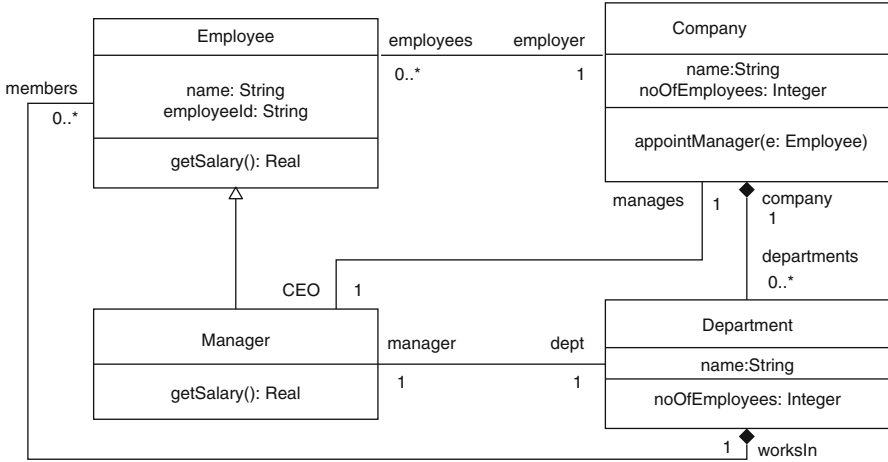 Employee
name: String
employeeId: String
getSalary(): Real
employees
employer
0..*
1
Company
name:String
noOfEmployees: Integer
appointManager(e: Employee)
members
0..*
manages
1
company
1
departments
0..*
CEO
1
Manager
getSalary(): Real
manager
dept
1
1
Department
name:String
noOfEmployees: Integer
1
worksIn